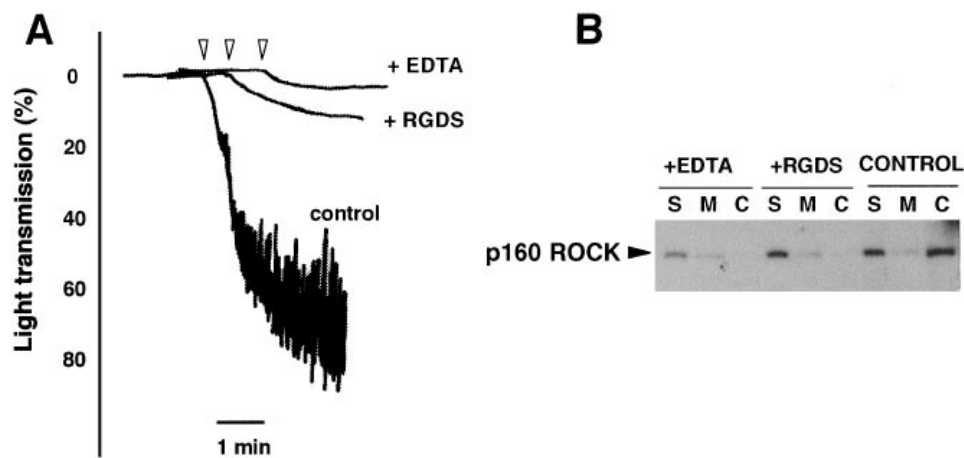 A
0
20
40
60
80
Light transmission (%)
+ EDTA
+ RGDS
control
1 min
B
+EDTA +RGDS CONTROL
S M C S M C S M C
p160 ROCK